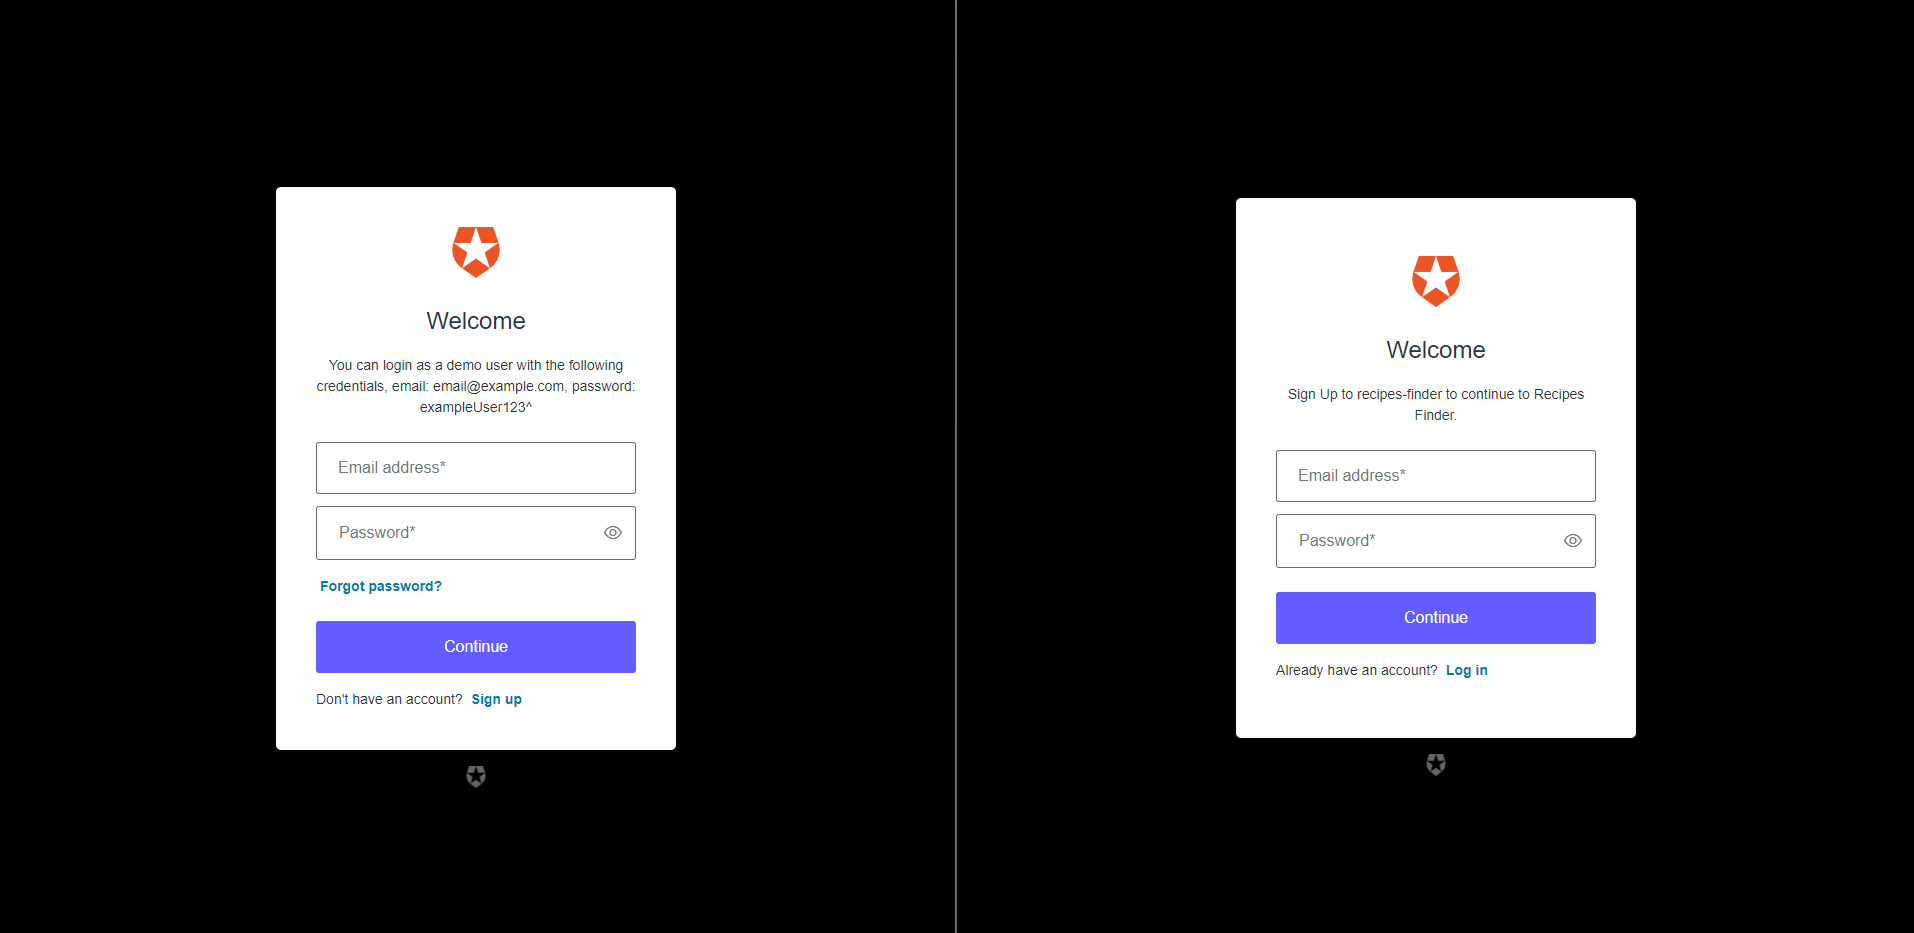 Welcome
You can login as a demo user with the following
credentials, email: email@example.com, password:
exampleUser123^
Email address*
Password*
Forgot password?
Continue
Don't have an account? Sign up
Welcome
Sign Up to recipes-finder to continue to Recipes
Finder.
Email address*
Password*
Continue
Already have an account? Log in